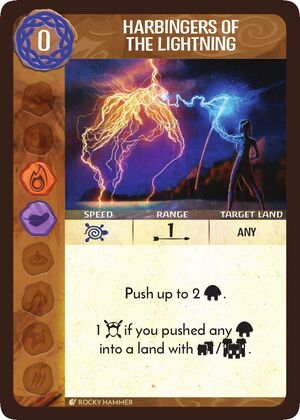 0
HARBINGERS OF
THE LIGHTNING
SPEED
RANGE
TARGET LAND
1
ANY
Push up to 2 .
1 if you pushed any
into a land with / .
ROCKY HAMMER